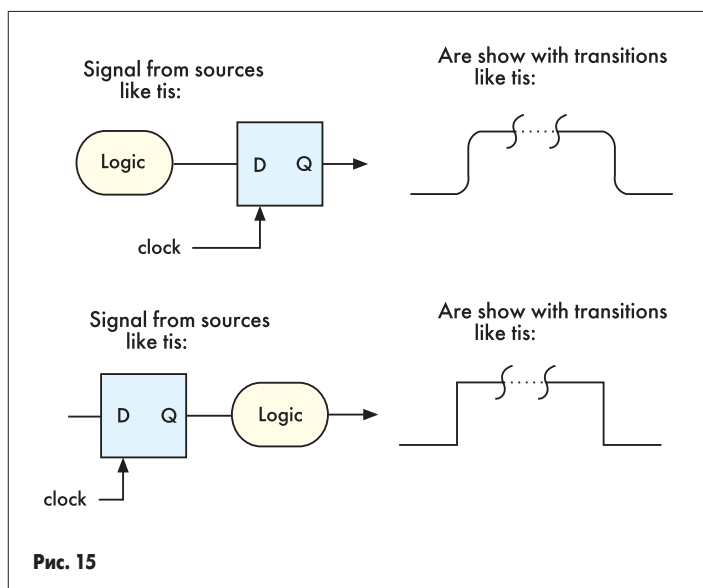 Signal from sources
like tis:
Are show with transitions
like tis:
Logic
D Q
clock
Signal from sources
like tis:
Are show with transitions
like tis:
D Q
Logic
clock
Рис. 15